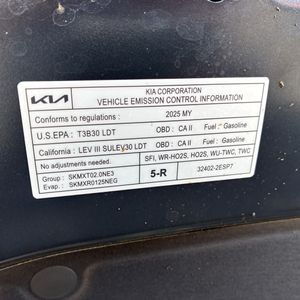 KIA
KIA CORPORATION
VEHICLE EMISSION CONTROL INFORMATION
Conforms to regulations : 2025 MY
U.S.EPA : T3B30 LDT OBD : CA II Fuel : Gasoline
California : LEV III SULEV30 LDT OBD : CA II Fuel : Gasoline
No adjustments needed. SFI, WR-HO2S, HO2S, WU-TWC, TWC
Group : SKMXT02.0NE3
Evap. : SKMXR0125NEG
5-R 32402-2ESP7